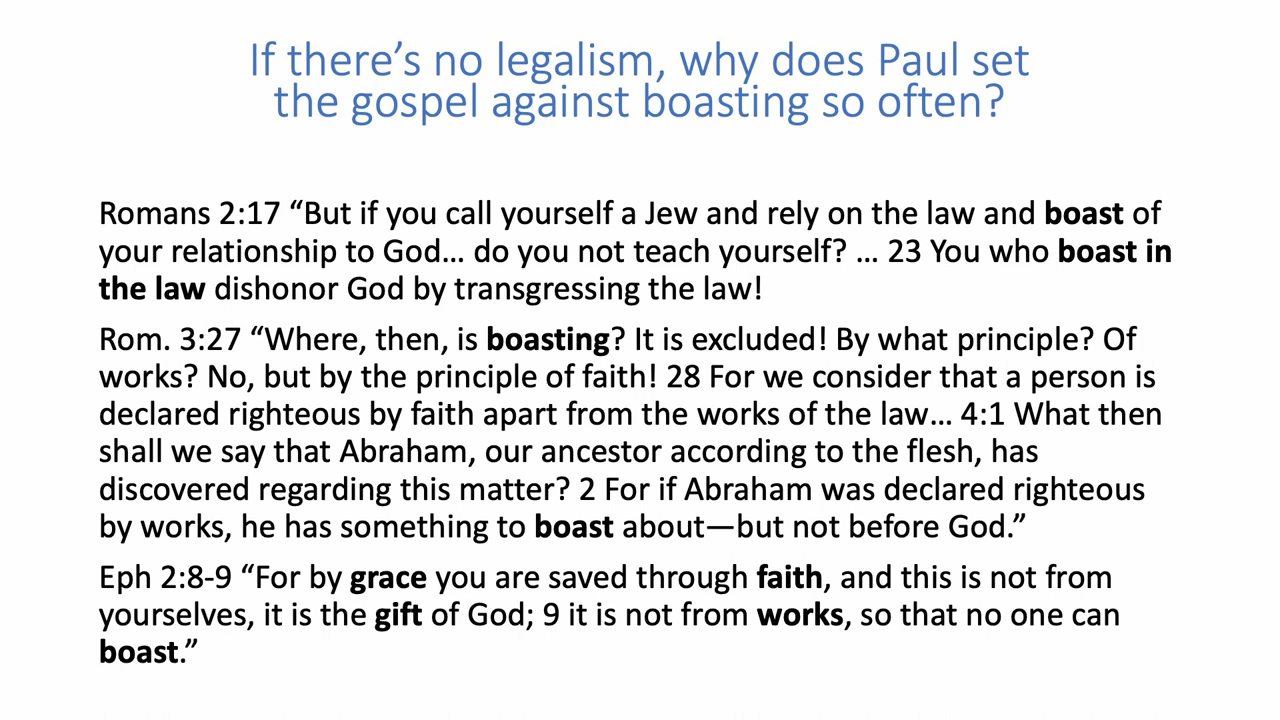 If there’s no legalism, why does Paul set
the gospel against boasting so often?
Romans 2:17 “But if you call yourself a Jew and rely on the law and boast of
your relationship to God… do you not teach yourself? … 23 You who boast in
the law dishonor God by transgressing the law!
Rom. 3:27 “Where, then, is boasting? It is excluded! By what principle? Of
works? No, but by the principle of faith! 28 For we consider that a person is
declared righteous by faith apart from the works of the law… 4:1 What then
shall we say that Abraham, our ancestor according to the flesh, has
discovered regarding this matter? 2 For if Abraham was declared righteous
by works, he has something to boast about—but not before God.”
Eph 2:8-9 “For by grace you are saved through faith, and this is not from
yourselves, it is the gift of God; 9 it is not from works, so that no one can
boast.”